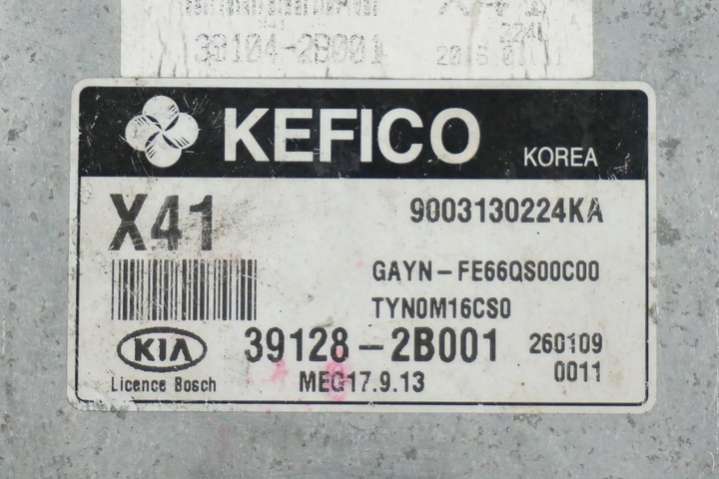 39104-2B001
KEFICO KOREA
X41 9003130224KA
GAYN-FE66QS00C00
TYN0M16CS0
KIA 39128-2B001 260109
Licence Bosch MEG17.9.13 0011